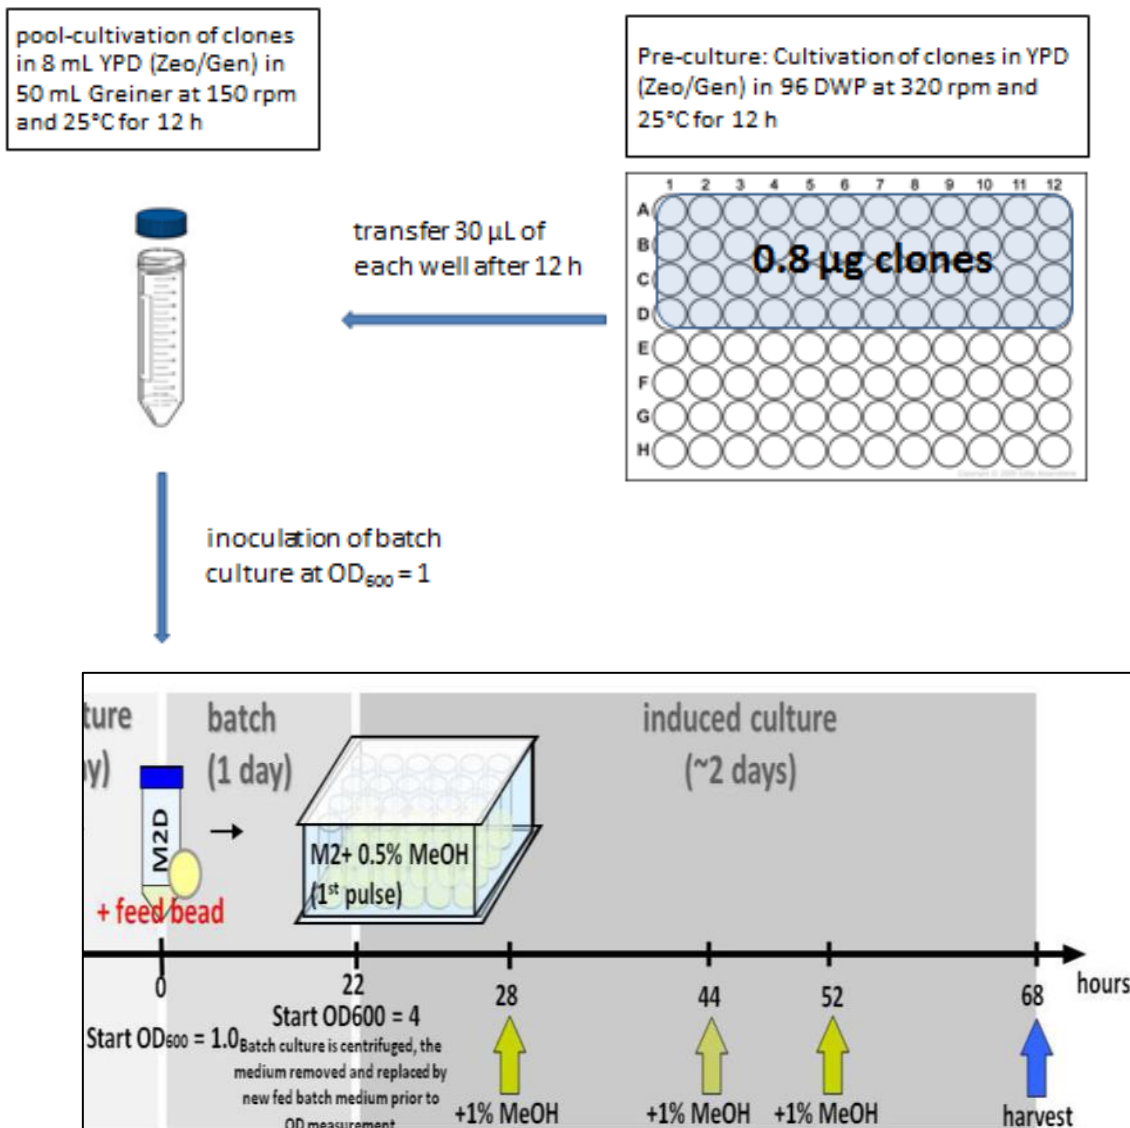 pool-cultivation of clones
in 8 mL YPD (Zeo/Gen) in
50 mL Greiner at 150 rpm
and 25°C for 12 h
Pre-culture: Cultivation of clones in YPD
(Zeo/Gen) in 96 DWP at 320 rpm and
25°C for 12 h
1 2 3 4 5 6 7 8 9 10 11 12
A
B
C
D
E
F
G
H
0.8 µg clones
transfer 30 µL of
each well after 12 h
inoculation of batch
culture at OD₆₀₀ = 1
ture
y)
batch
(1 day)
induced culture
(~2 days)
M2D
+ feed bead
M2+ 0.5% MeOH
(1st pulse)
0
22
28
44
52
68
hours
Start OD₆₀₀ = 1.0
Start OD600 = 4
Batch culture is centrifuged, the
medium removed and replaced by
new fed batch medium prior to
OD measurement
+1% MeOH
+1% MeOH
+1% MeOH
harvest